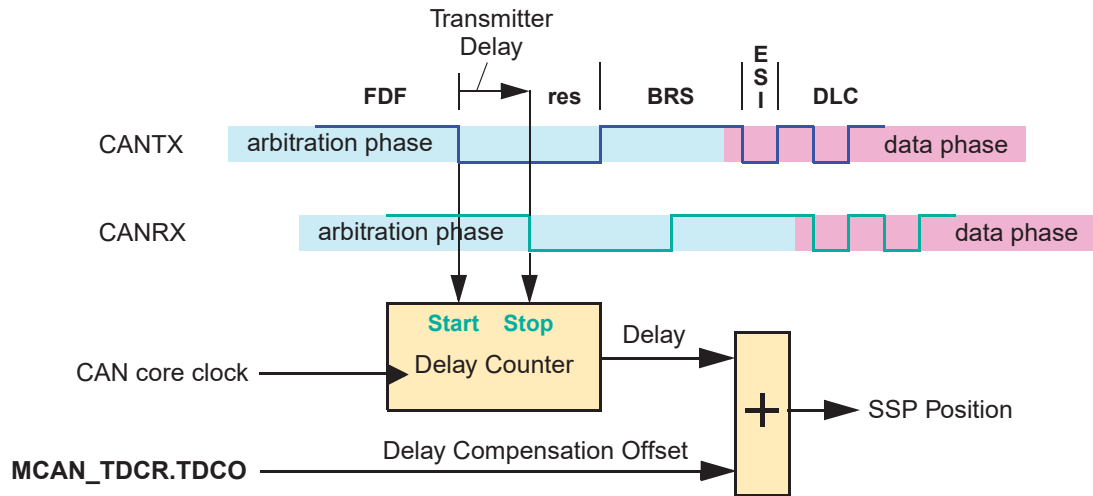 Transmitter
Delay
E
S
I
FDF
res
BRS
DLC
CANTX
arbitration phase
data phase
CANRX
arbitration phase
data phase
Start
Stop
Delay Counter
Delay
CAN core clock
+
SSP Position
Delay Compensation Offset
MCAN_TDCR.TDCO